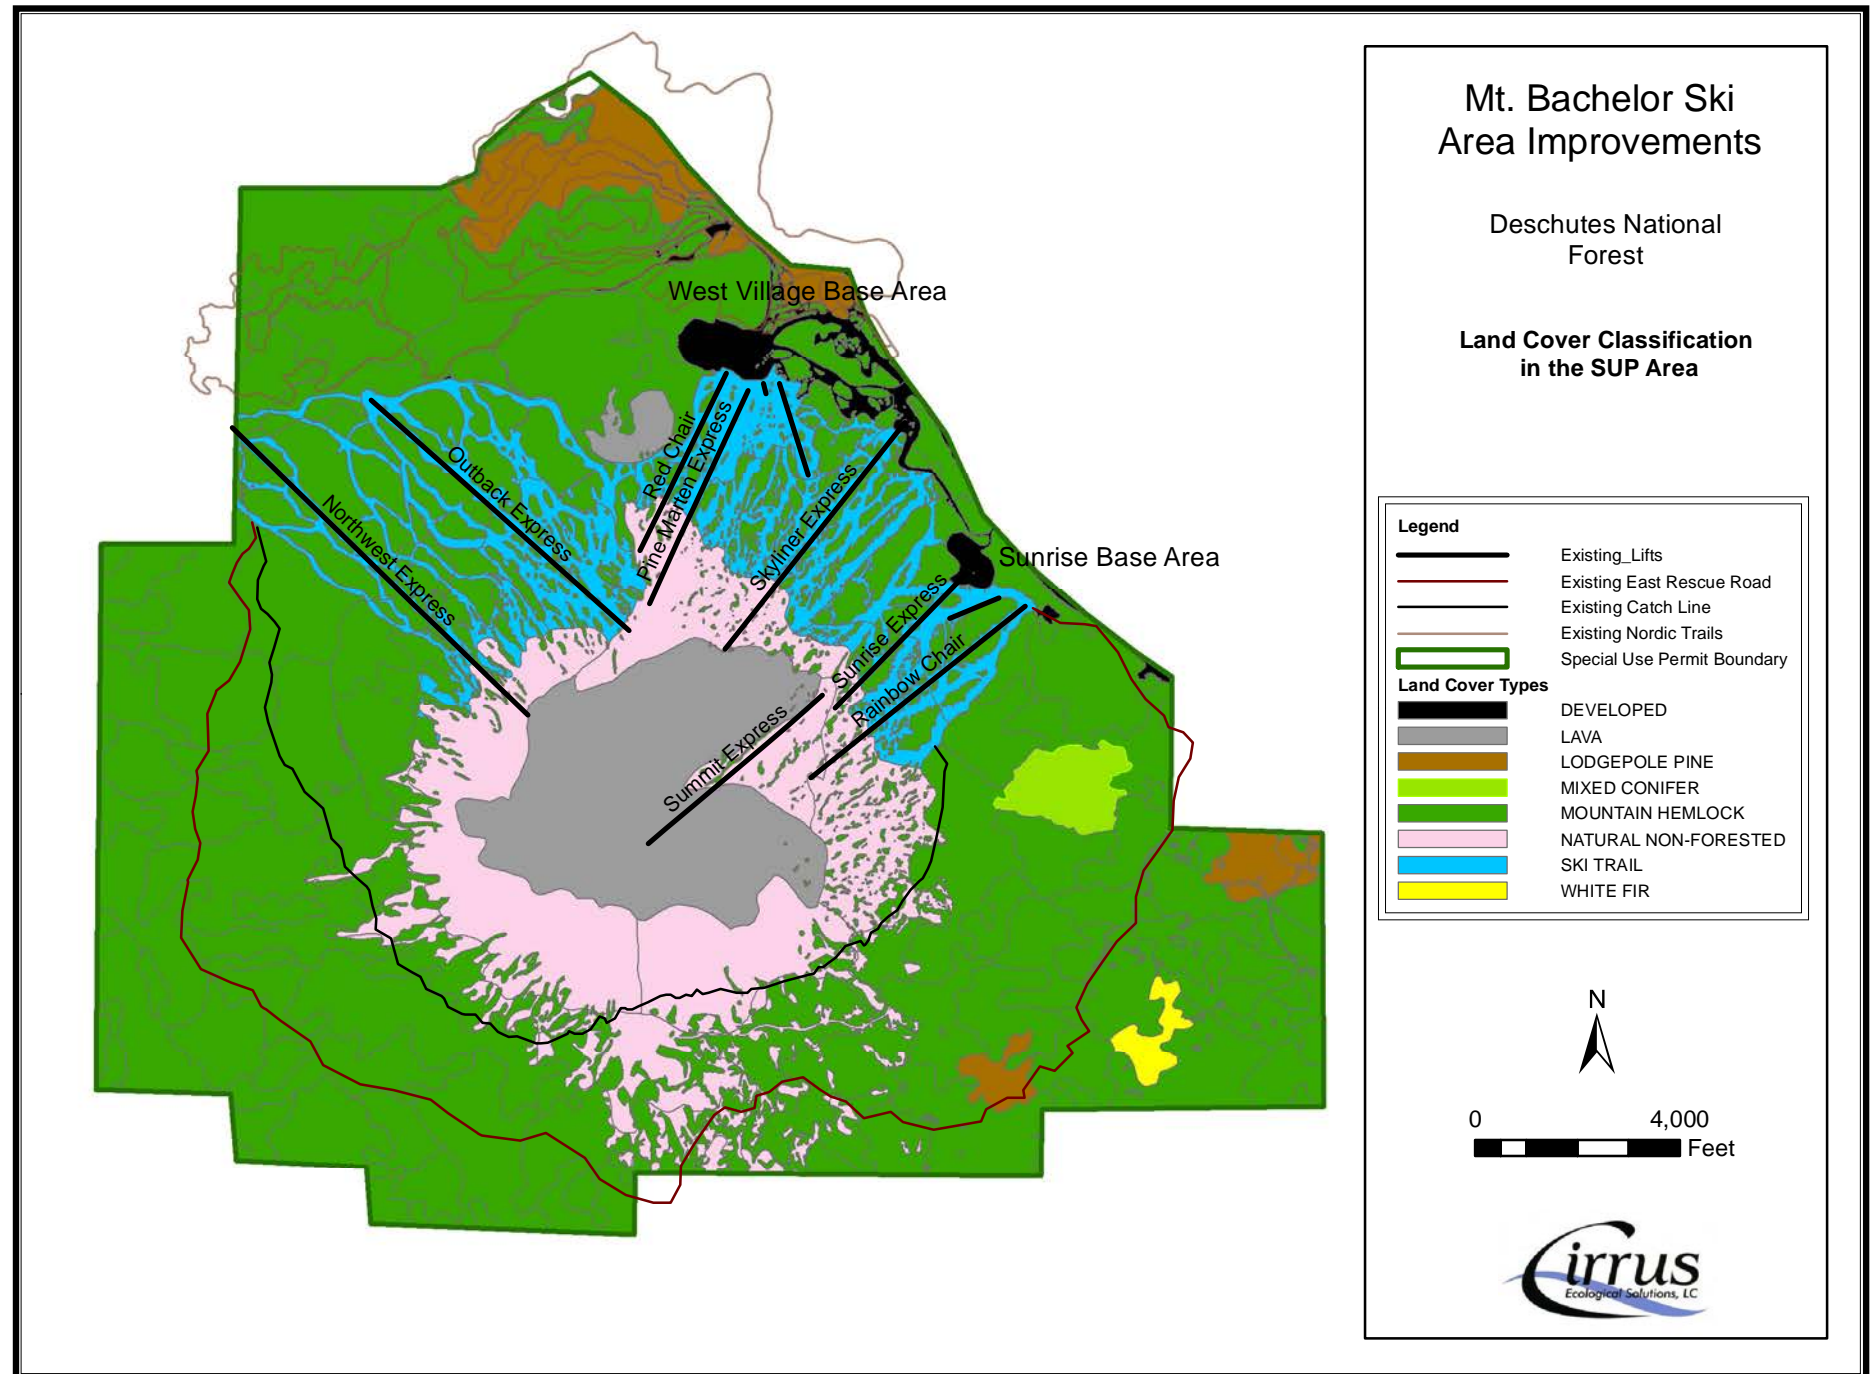 Mt. Bachelor Ski
Area Improvements
Deschutes National
Forest
Land Cover Classification
in the SUP Area
West Village Base Area
Red Chair
Pine Marten Express
Outback Express
Northwest Express
Skyliner Express
Sunrise Base Area
Sunrise Express
Rainbow Chair
Summit Express
Legend
Existing_Lifts
Existing East Rescue Road
Existing Catch Line
Existing Nordic Trails
Special Use Permit Boundary
Land Cover Types
DEVELOPED
LAVA
LODGEPOLE PINE
MIXED CONIFER
MOUNTAIN HEMLOCK
NATURAL NON-FORESTED
SKI TRAIL
WHITE FIR
N
0 4,000
Feet
Cirrus
Ecological Solutions, LC